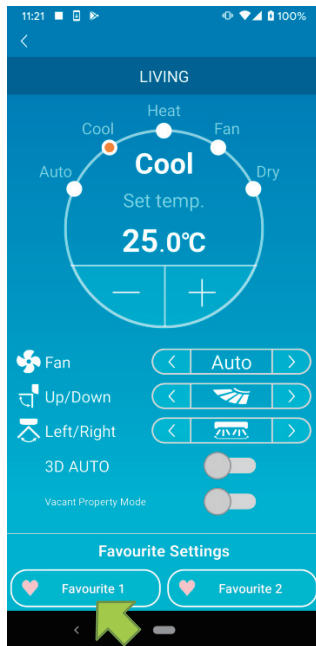 11:21 100%
LIVING
Heat
Cool Fan
Auto Cool Dry
Set temp.
25.0°C
− +
Fan Auto
Up/Down
Left/Right
3D AUTO
Vacant Property Mode
Favourite Settings
Favourite 1 Favourite 2